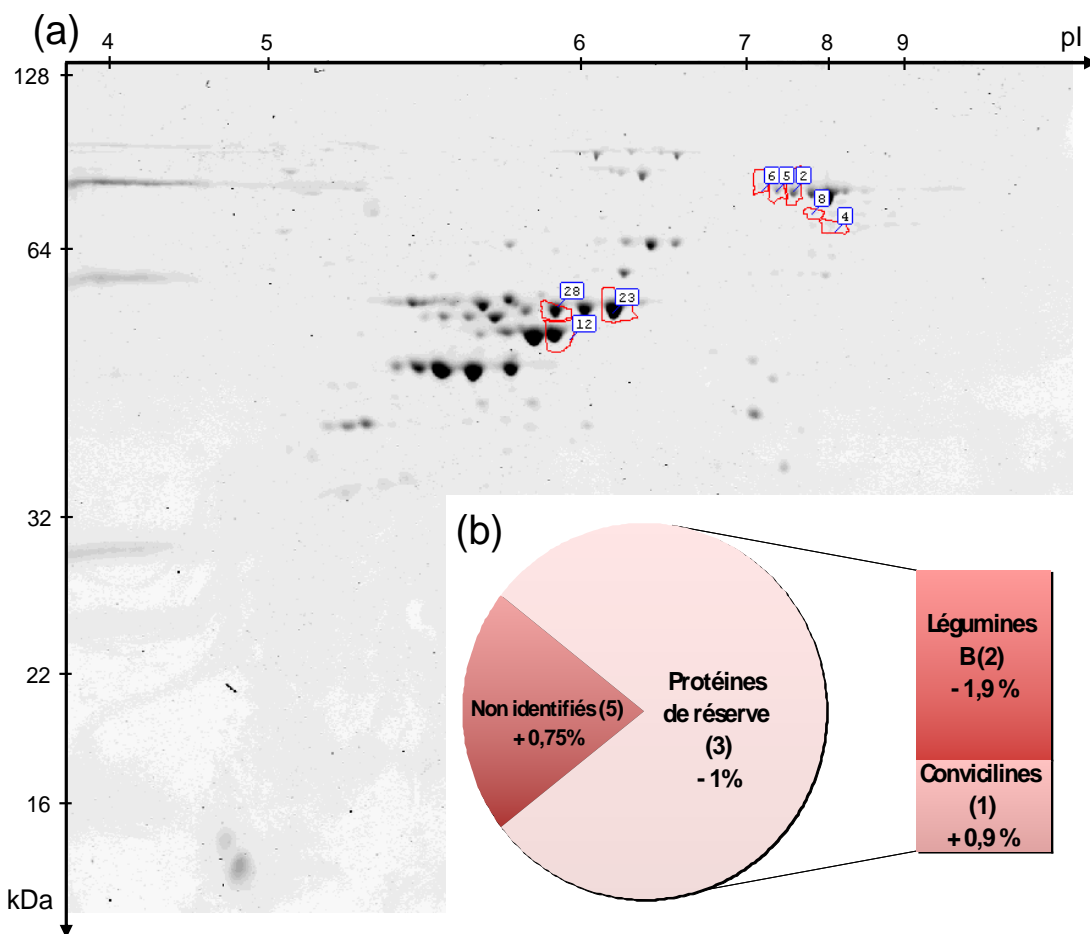 (a)
4 5 6 7 8 9 pI
128
6 5 2
8
4
64
28 23
12
32
(b)
22
16
kDa
Non identifiés (5)
+ 0,75%
Protéines
de réserve
(3)
- 1%
Légumines
B (2)
- 1,9 %
Convicilines
(1)
+ 0,9 %